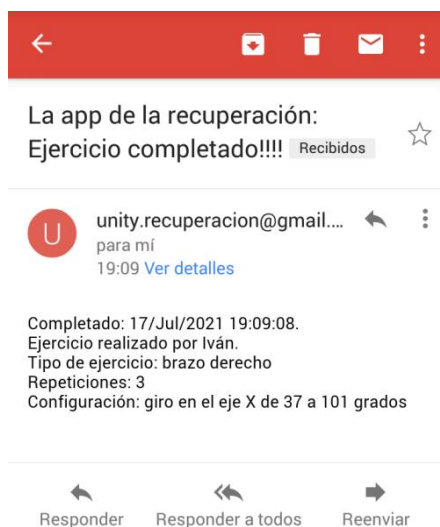 La app de la recuperación:
Ejercicio completado!!!! Recibidos
U
unity.recuperacion@gmail....
para mí
19:09 Ver detalles
Completado: 17/Jul/2021 19:09:08.
Ejercicio realizado por Iván.
Tipo de ejercicio: brazo derecho
Repeticiones: 3
Configuración: giro en el eje X de 37 a 101 grados
Responder Responder a todos Reenviar